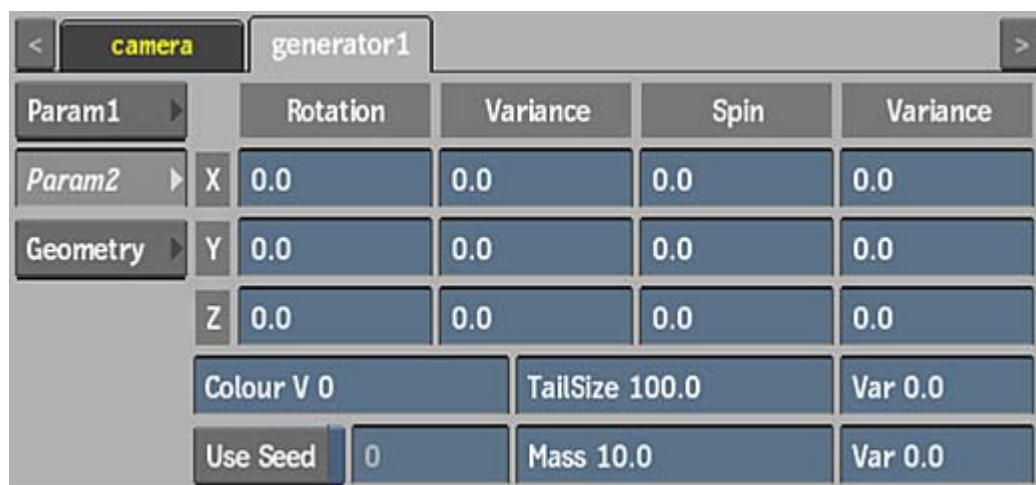 < camera generator1 >
Param1 Rotation Variance Spin Variance
Param2 X 0.0 0.0 0.0 0.0
Geometry Y 0.0 0.0 0.0 0.0
Z 0.0 0.0 0.0 0.0
Colour V 0 TailSize 100.0 Var 0.0
Use Seed 0 Mass 10.0 Var 0.0